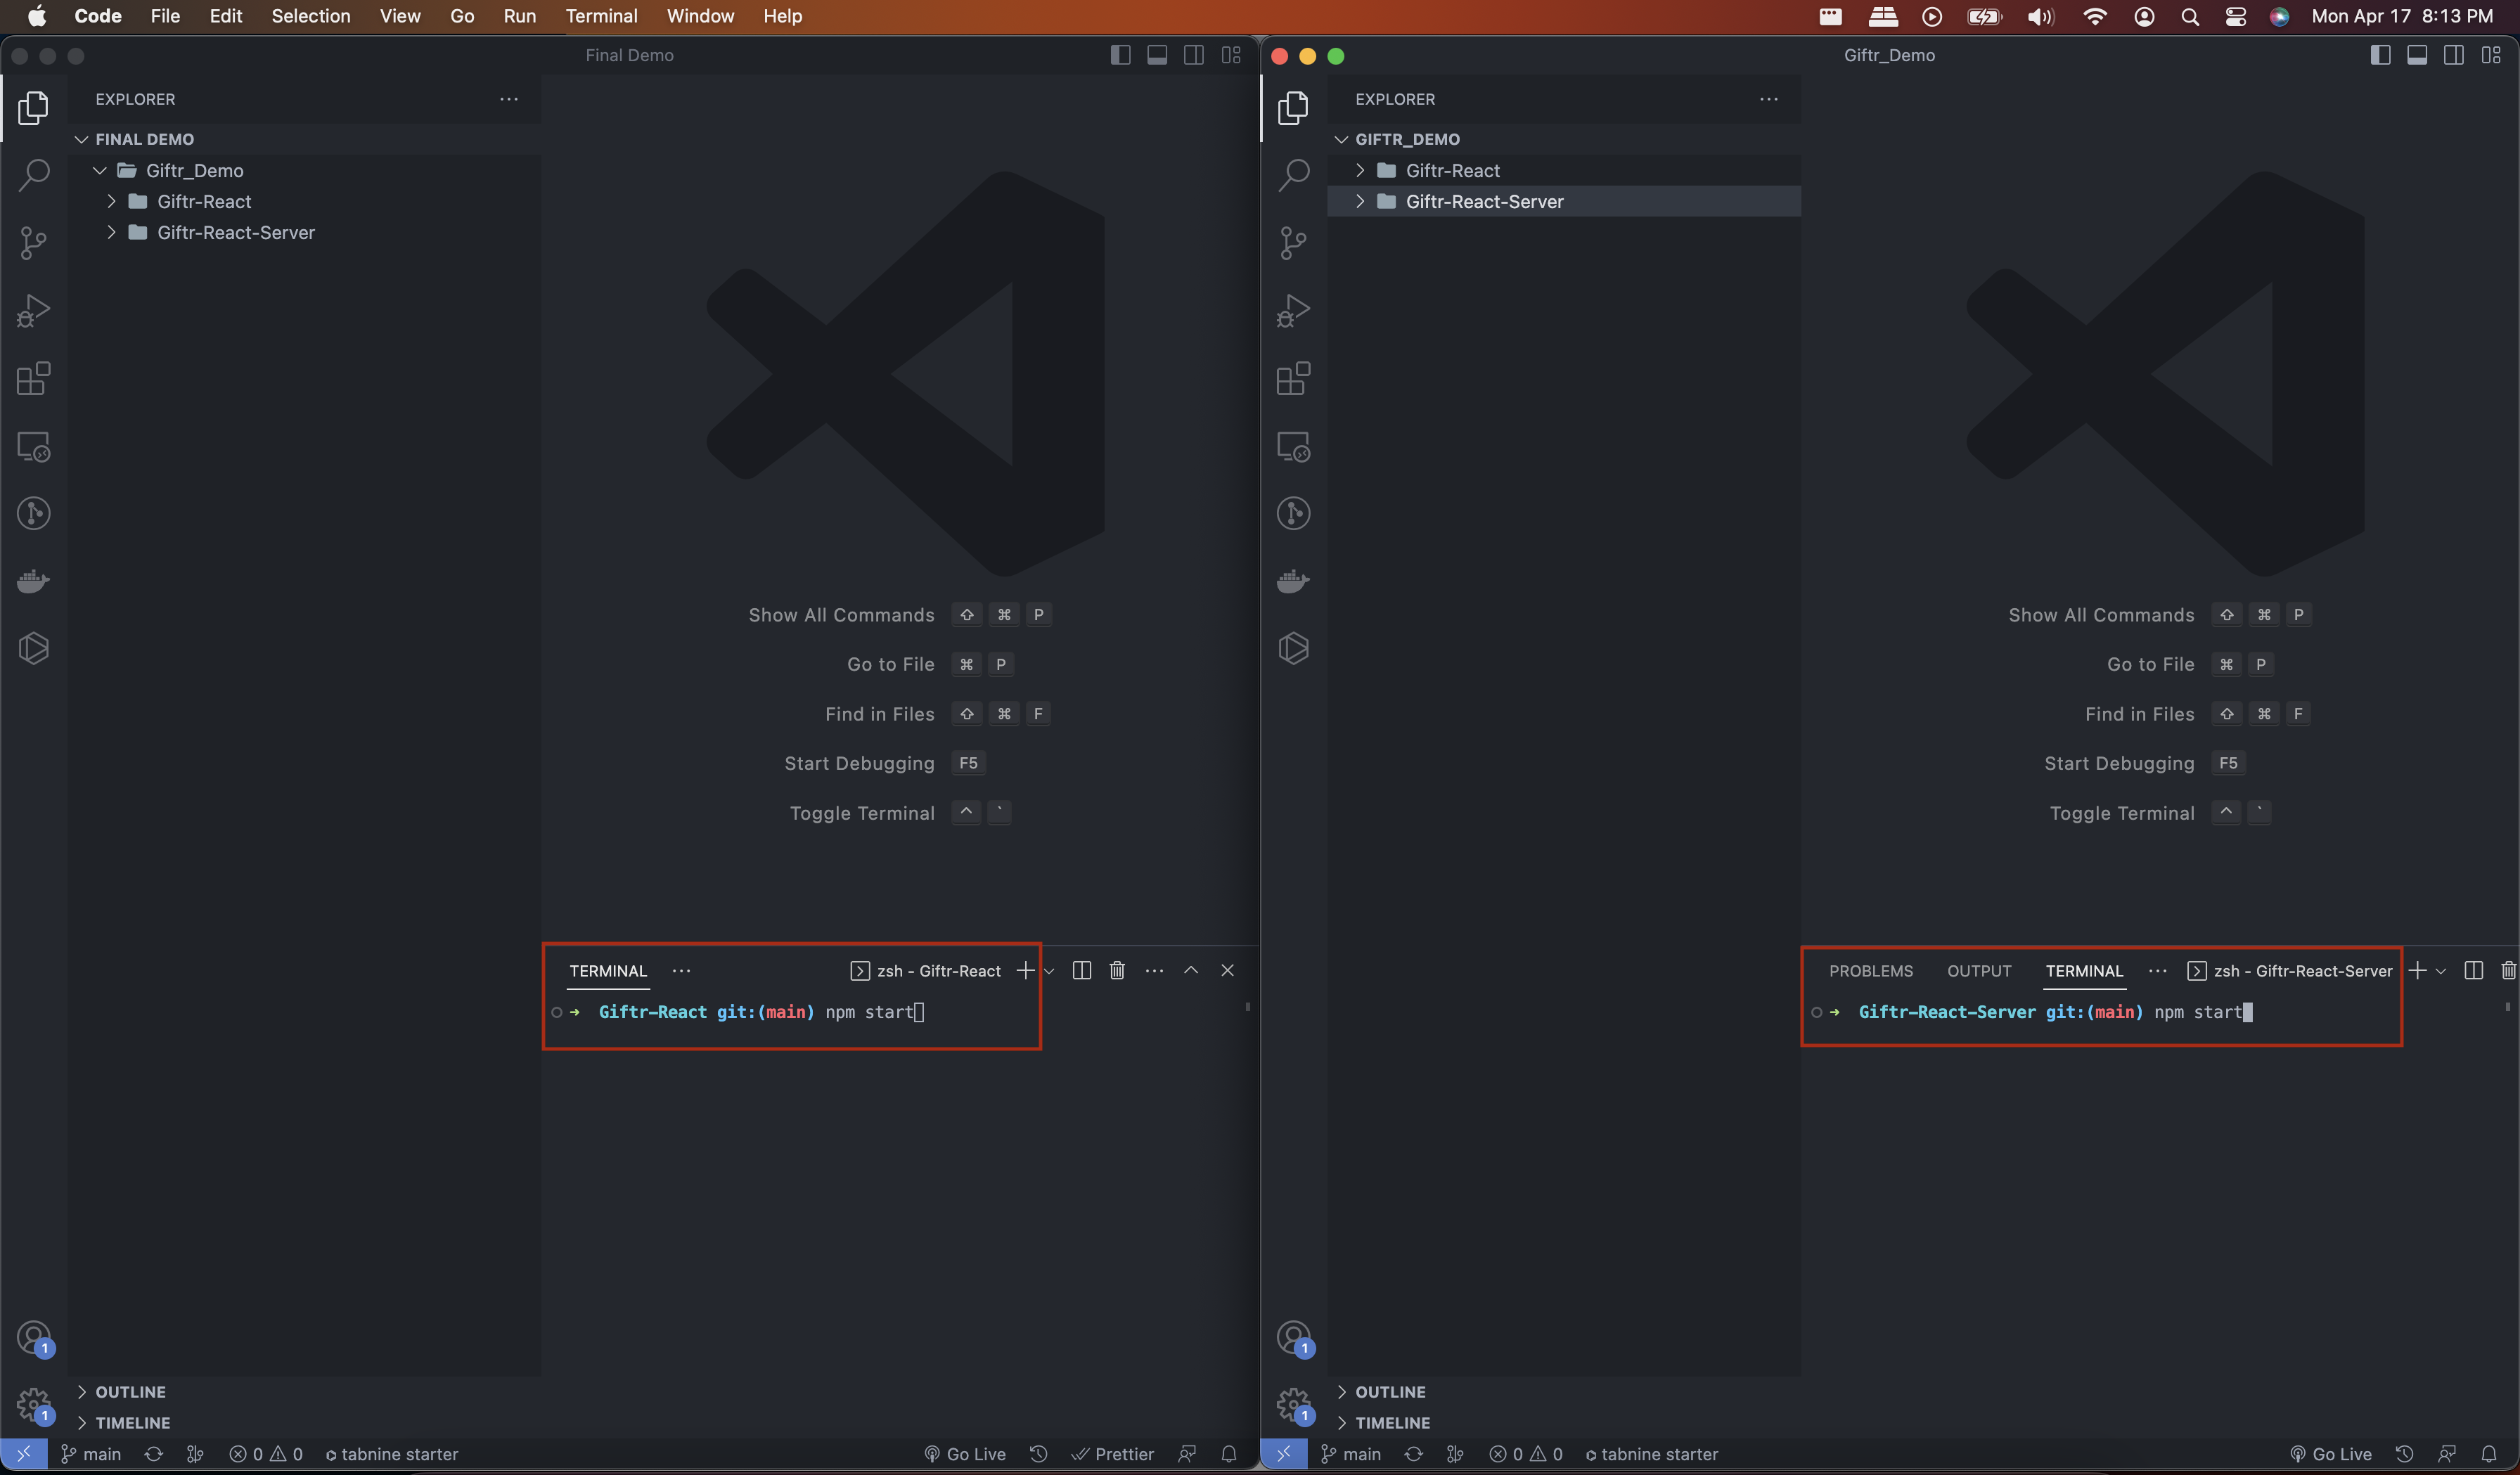 Code File Edit Selection View Go Run Terminal Window Help Mon Apr 17 8:13 PM
Final Demo
EXPLORER
FINAL DEMO
Giftr_Demo
Giftr-React
Giftr-React-Server
Show All Commands ⇧ ⌘ P
Go to File ⌘ P
Find in Files ⇧ ⌘ F
Start Debugging F5
Toggle Terminal ^ `
TERMINAL ··· zsh - Giftr-React
→ Giftr-React git:(main) npm start
1
1
OUTLINE
TIMELINE
main 0 0 tabnine starter Go Live Prettier
Giftr_Demo
EXPLORER
GIFTR_DEMO
Giftr-React
Giftr-React-Server
Show All Commands ⇧ ⌘ P
Go to File ⌘ P
Find in Files ⇧ ⌘ F
Start Debugging F5
Toggle Terminal ^ `
PROBLEMS OUTPUT TERMINAL ··· zsh - Giftr-React-Server
→ Giftr-React-Server git:(main) npm start
1
1
OUTLINE
TIMELINE
main 0 0 tabnine starter Go Live